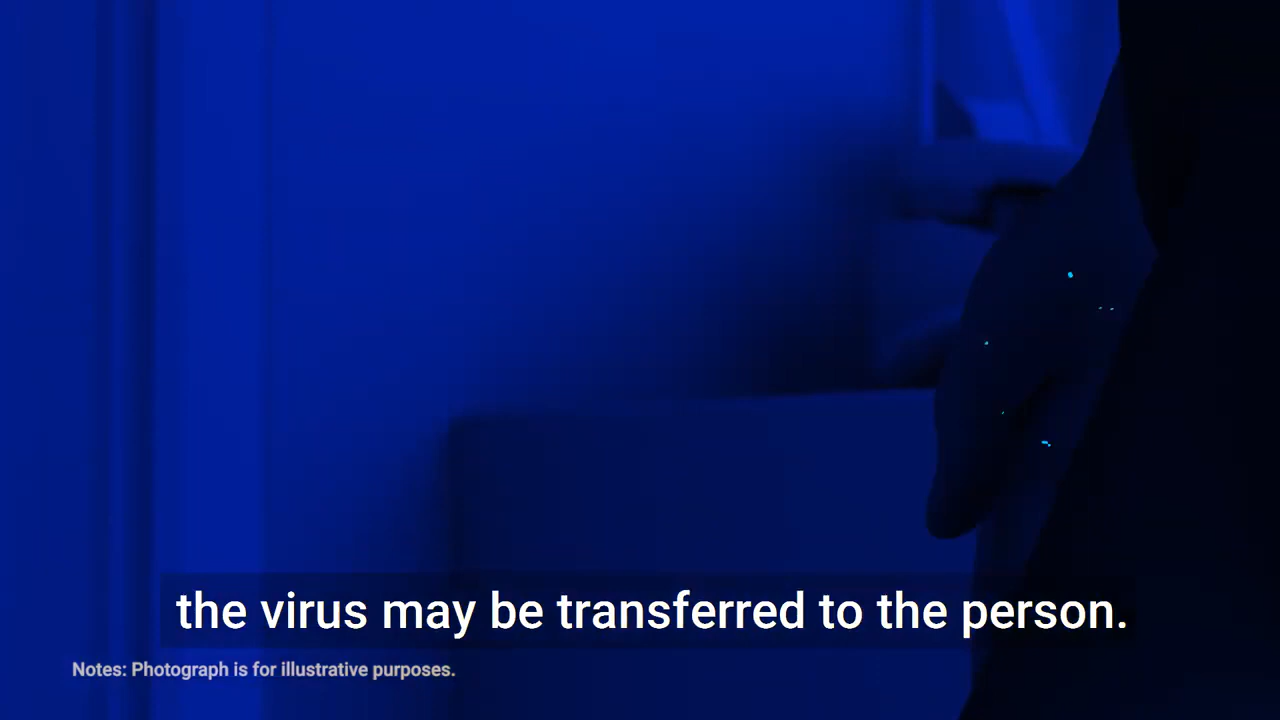 the virus may be transferred to the person.
Notes: Photograph is for illustrative purposes.